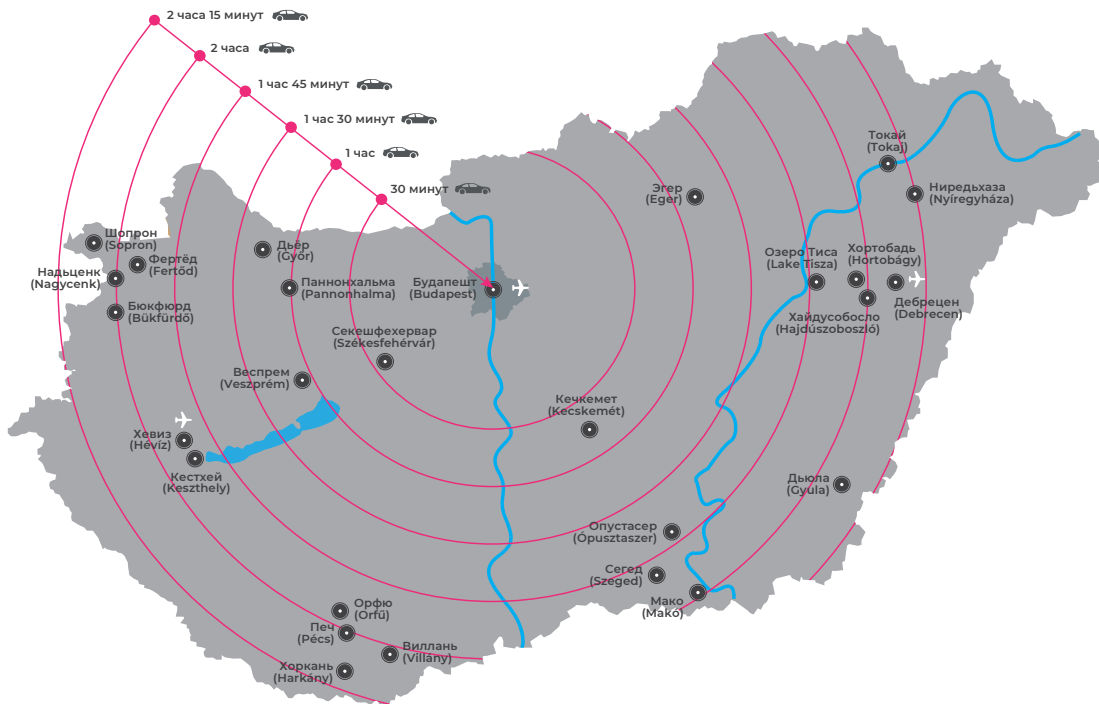 2 часа 15 минут
2 часа
1 час 45 минут
1 час 30 минут
1 час
30 минут
Токай
(Tokaj)
Эгер
(Eger)
Ниредьхаза
(Nyíregyháza)
Шопрон
(Sopron)
Фертёд
(Fertőd)
Надьценк
(Nagycenk)
Бюкфюрд
(Bükfürdő)
Дьёр
(Győr)
Паннонхальма
(Pannonhalma)
Будапешт
(Budapest)
Озеро Тиса
(Lake Tisza)
Хортобадь
(Hortobágy)
Дебрецен
(Debrecen)
Хайдусобосло
(Hajdúszoboszló)
Секешфехервар
(Székesfehérvár)
Веспрем
(Veszprém)
Кечкемет
(Kecskemét)
Хевиз
(Hévíz)
Кестхей
(Keszthely)
Дьюла
(Gyula)
Опустасер
(Ópusztaszer)
Сегед
(Szeged)
Мако
(Makó)
Орфю
(Orfű)
Печ
(Pécs)
Виллань
(Villány)
Хоркань
(Harkány)